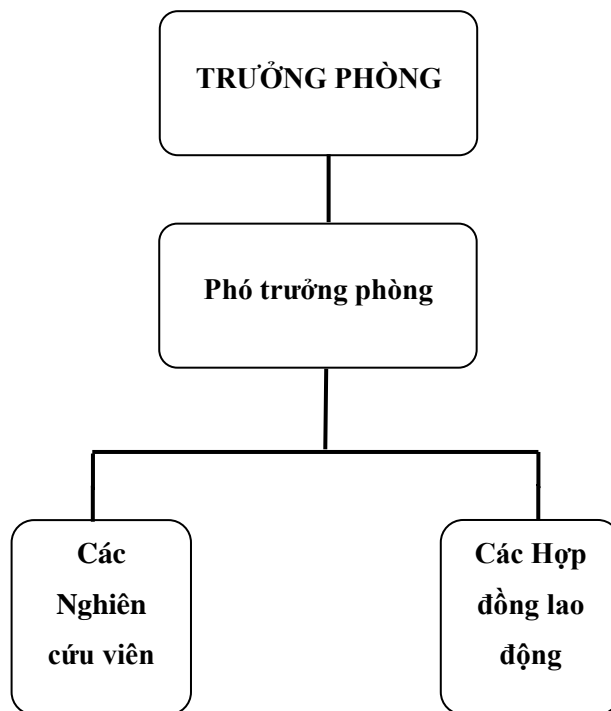 TRƯỞNG PHÒNG
Phó trưởng phòng
Các
Nghiên
cứu viên
Các Hợp
đồng lao
động